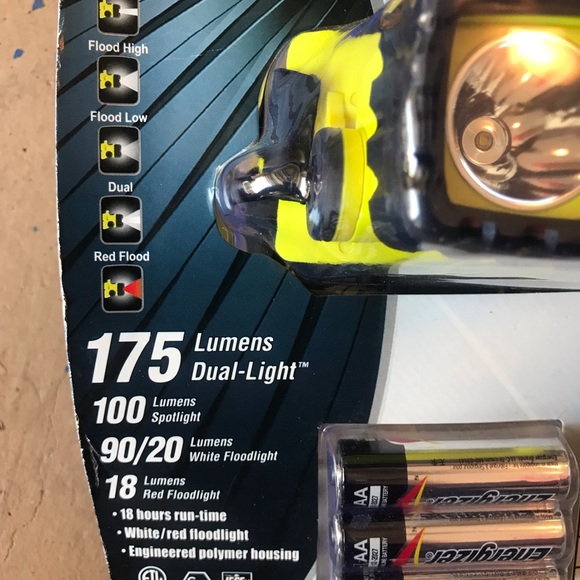 Flood High
Flood Low
Dual
Red Flood
175 Lumens
Dual-Light™
100 Lumens
Spotlight
90/20 Lumens
White Floodlight
18 Lumens
Red Floodlight
• 18 hours run-time
• White/red floodlight
• Engineered polymer housing
AA
Energizer
AA
Energizer